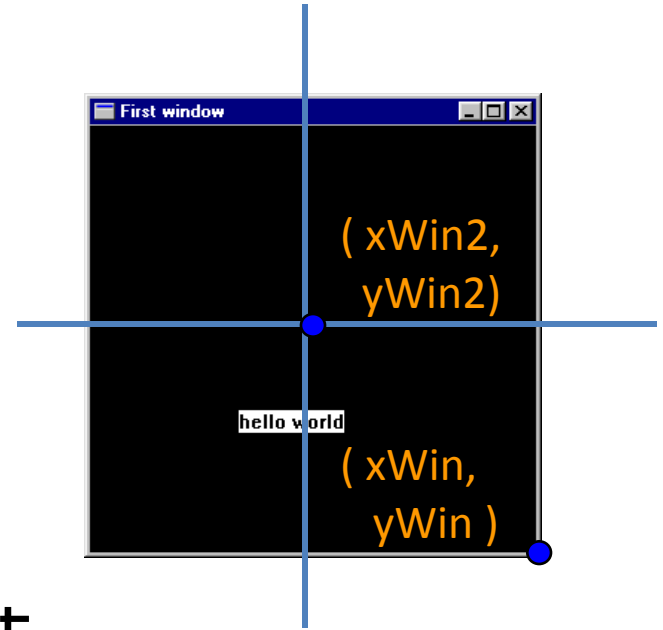 First window
( xWin2,
yWin2)
hello world
( xWin,
yWin )
t